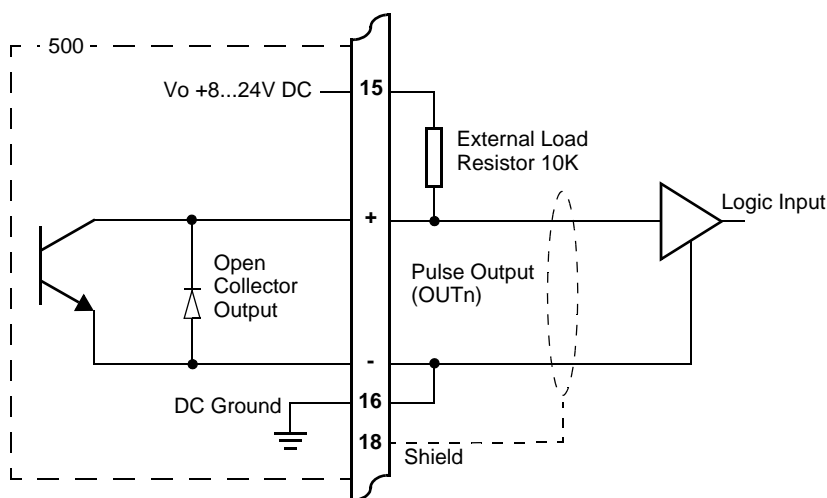 500
Vo +8...24V DC
15
External Load
Resistor 10K
+
Logic Input
Open
Collector
Output
Pulse Output
(OUTn)
-
DC Ground
16
18
Shield